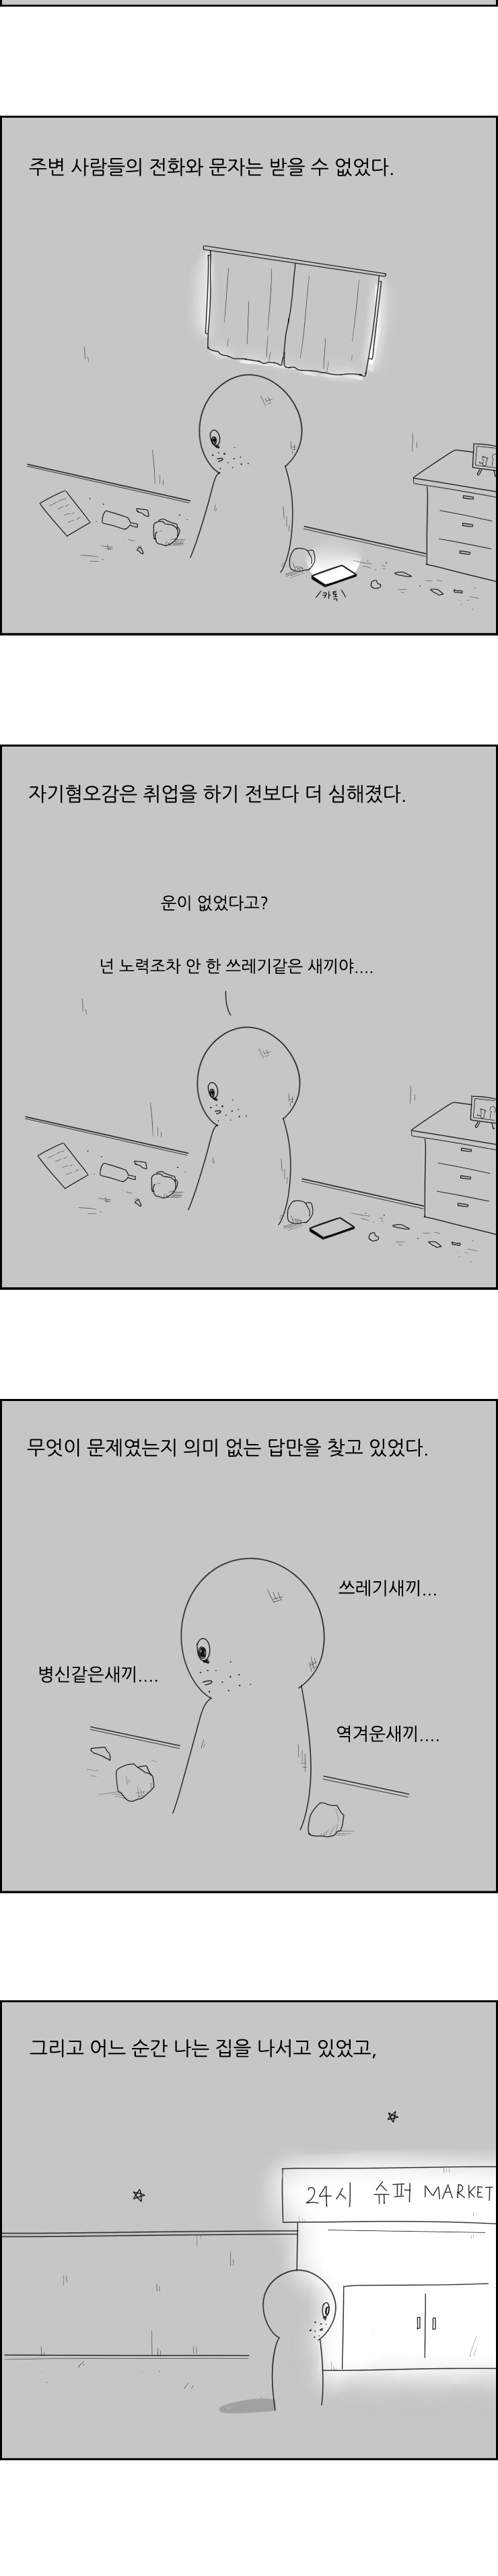 주변 사람들의 전화와 문자는 받을 수 없었다.
카톡
자기혐오감은 취업을 하기 전보다 더 심해졌다.
운이 없었다고?
넌 노력조차 안 한 쓰레기같은 새끼야....
무엇이 문제였는지 의미 없는 답만을 찾고 있었다.
쓰레기새끼...
병신같은새끼....
역겨운새끼....
그리고 어느 순간 나는 집을 나서고 있었고,
24시 슈퍼 MARKET